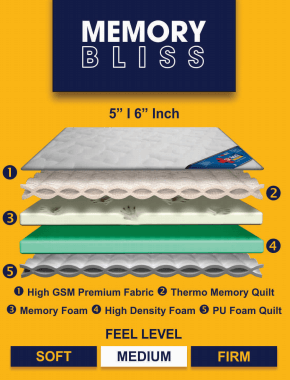 MEMORY
BLISS
5” I 6” Inch
1
2
3
4
5
1 High GSM Premium Fabric 2 Thermo Memory Quilt
3 Memory Foam 4 High Density Foam 5 PU Foam Quilt
FEEL LEVEL
SOFT MEDIUM FIRM